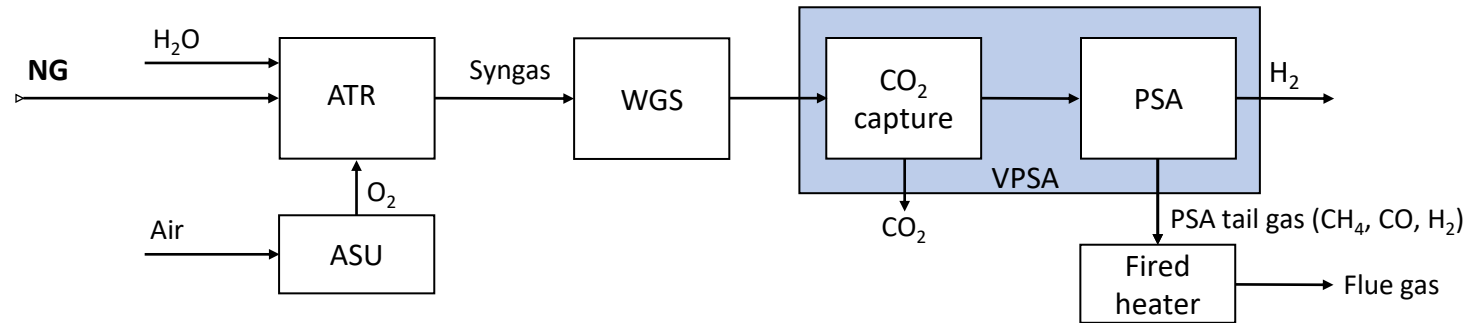 H₂O
NG
ATR
Syngas
WGS
CO₂
capture
PSA
H₂
VPSA
O₂
CO₂
Air
ASU
PSA tail gas (CH₄, CO, H₂)
Fired
heater
Flue gas